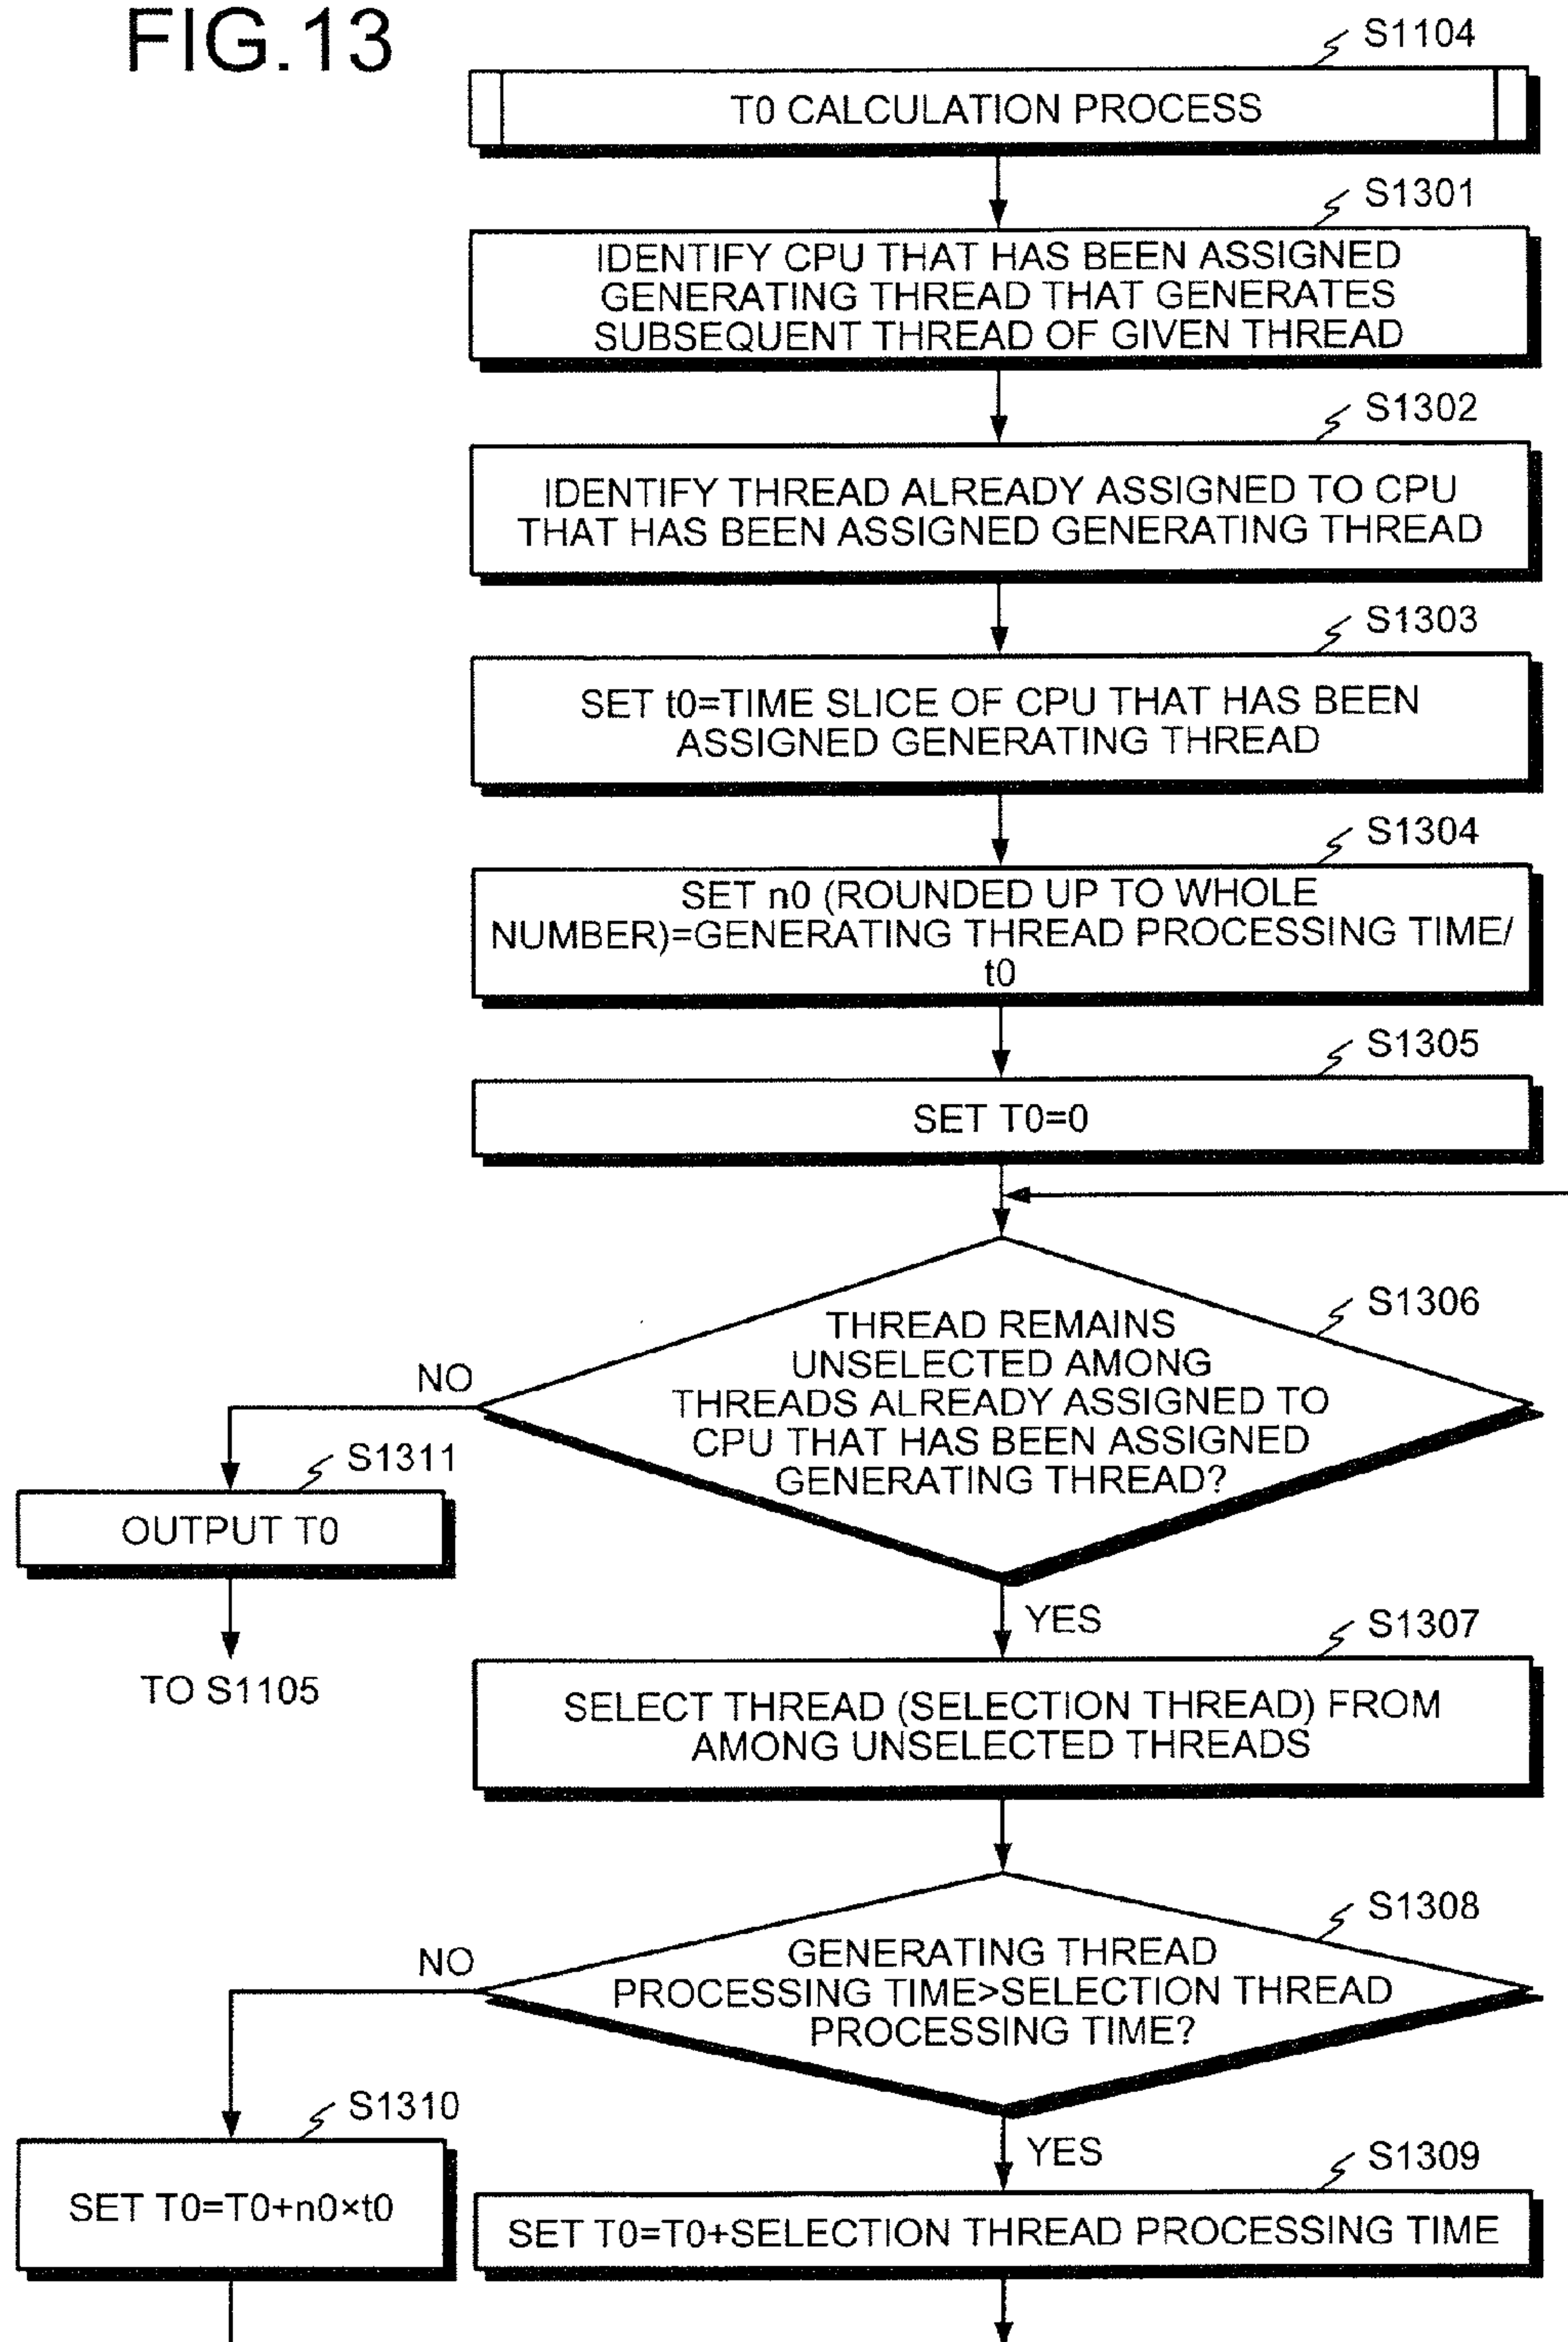 FIG.13
S1104
T0 CALCULATION PROCESS
S1301
IDENTIFY CPU THAT HAS BEEN ASSIGNED
GENERATING THREAD THAT GENERATES
SUBSEQUENT THREAD OF GIVEN THREAD
S1302
IDENTIFY THREAD ALREADY ASSIGNED TO CPU
THAT HAS BEEN ASSIGNED GENERATING THREAD
S1303
SET t0=TIME SLICE OF CPU THAT HAS BEEN
ASSIGNED GENERATING THREAD
S1304
SET n0 (ROUNDED UP TO WHOLE
NUMBER)=GENERATING THREAD PROCESSING TIME/
t0
S1305
SET T0=0
S1306
THREAD REMAINS
UNSELECTED AMONG
THREADS ALREADY ASSIGNED TO
CPU THAT HAS BEEN ASSIGNED
GENERATING THREAD?
NO
S1311
OUTPUT T0
TO S1105
YES
S1307
SELECT THREAD (SELECTION THREAD) FROM
AMONG UNSELECTED THREADS
S1308
GENERATING THREAD
PROCESSING TIME>SELECTION THREAD
PROCESSING TIME?
NO
S1310
SET T0=T0+n0×t0
YES
S1309
SET T0=T0+SELECTION THREAD PROCESSING TIME